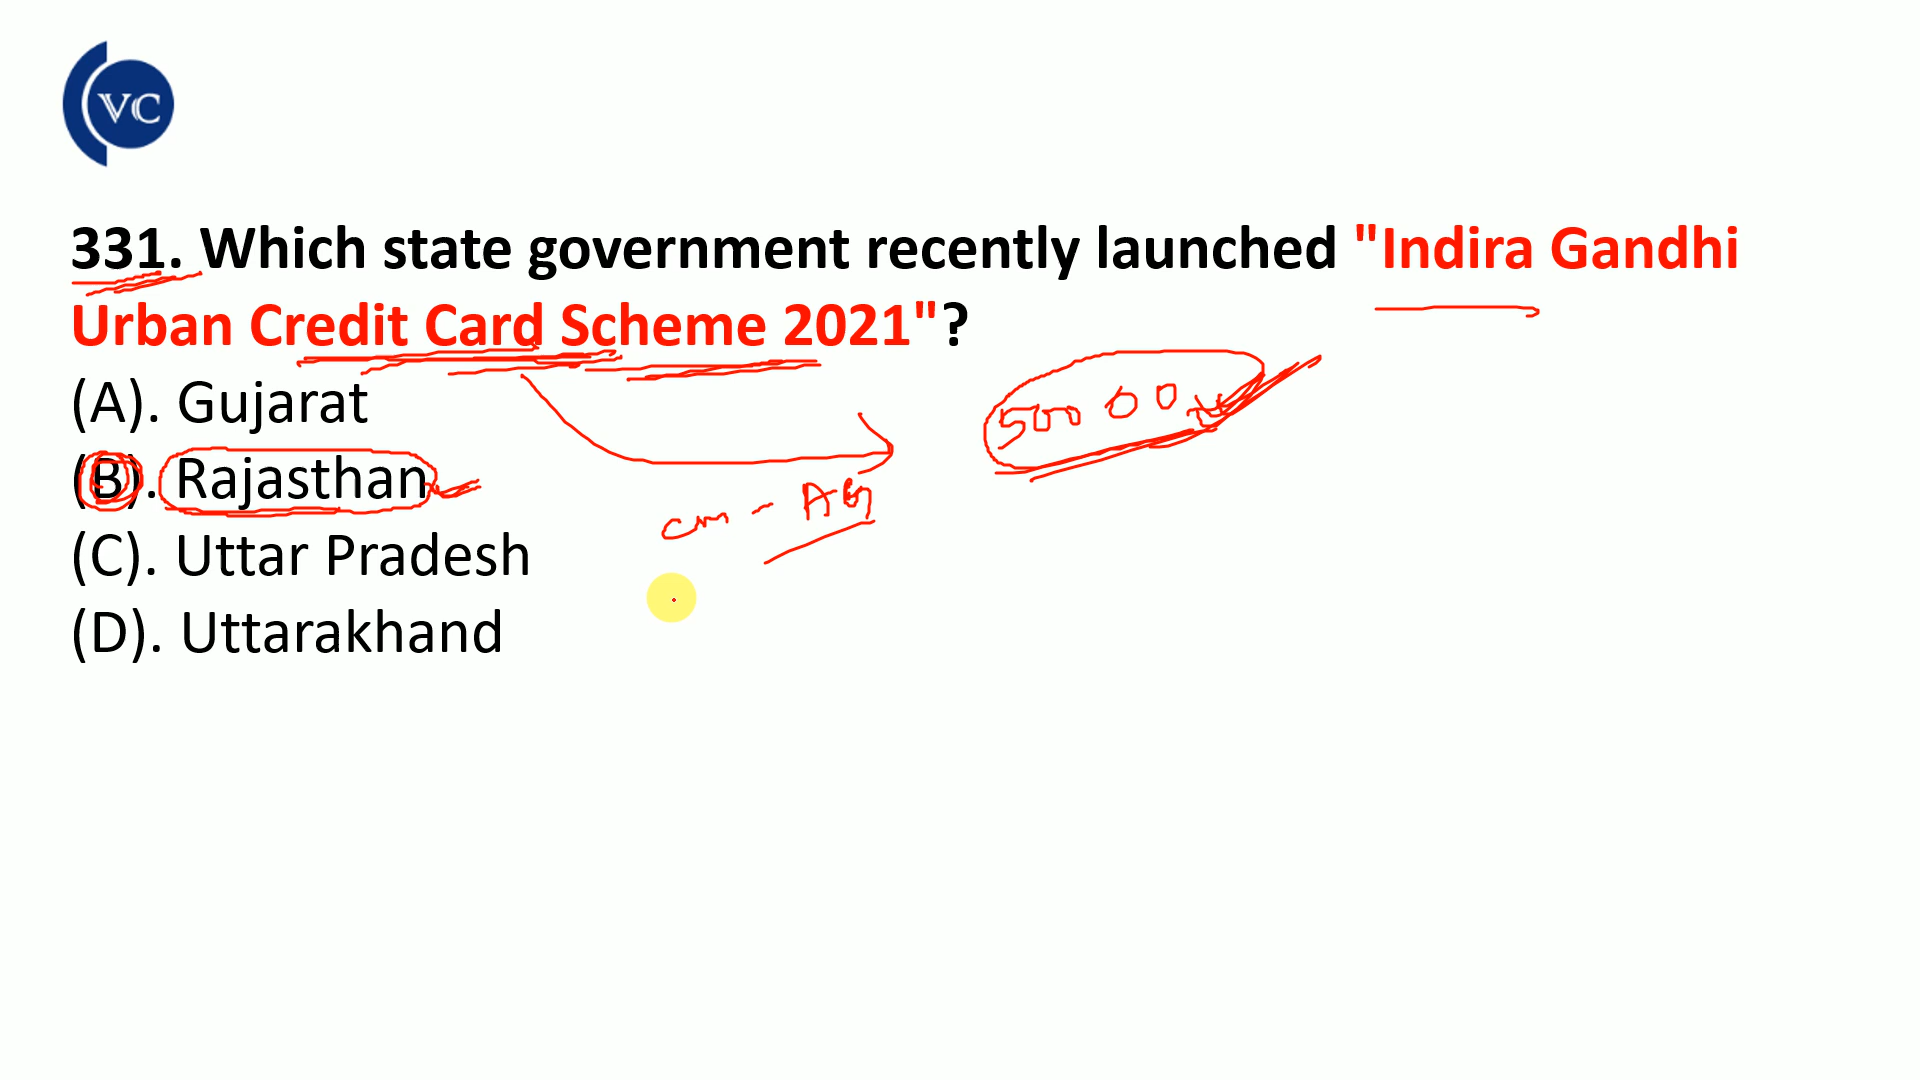 VC
331. Which state government recently launched "Indira Gandhi
Urban Credit Card Scheme 2021"?
(A). Gujarat
50000
(B). Rajasthan
cm - AG
(C). Uttar Pradesh
(D). Uttarakhand